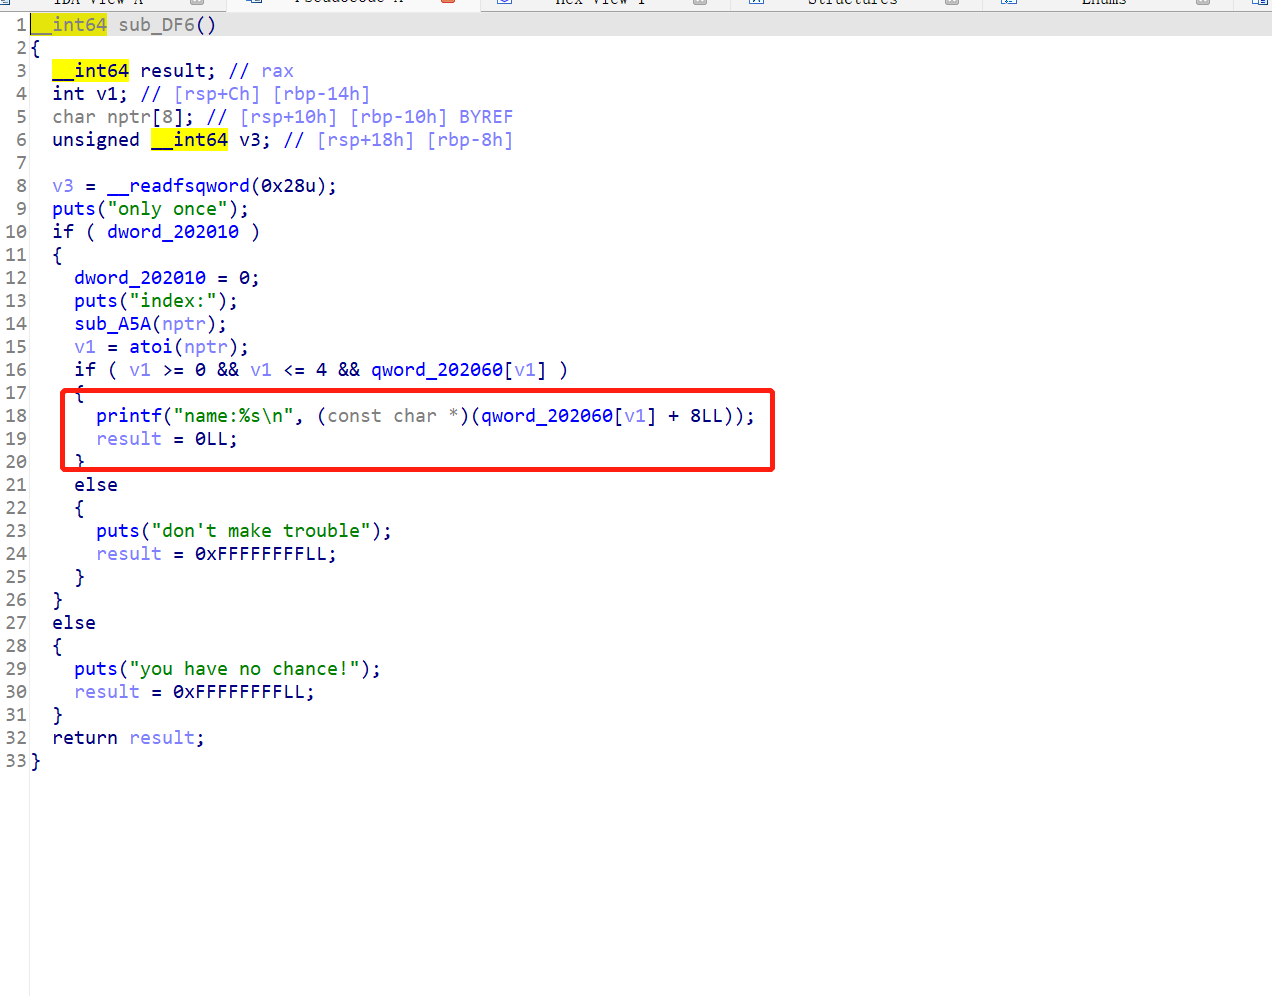 IDA View-A Pseudocode-A Hex View-1 Structures Enums
1 __int64 sub_DF6()
2 {
3 __int64 result; // rax
4 int v1; // [rsp+Ch] [rbp-14h]
5 char nptr[8]; // [rsp+10h] [rbp-10h] BYREF
6 unsigned __int64 v3; // [rsp+18h] [rbp-8h]
7
8 v3 = __readfsqword(0x28u);
9 puts("only once");
10 if ( dword_202010 )
11 {
12 dword_202010 = 0;
13 puts("index:");
14 sub_A5A(nptr);
15 v1 = atoi(nptr);
16 if ( v1 >= 0 && v1 <= 4 && qword_202060[v1] )
17 {
18 printf("name:%s\n", (const char *)(qword_202060[v1] + 8LL));
19 result = 0LL;
20 }
21 else
22 {
23 puts("don't make trouble");
24 result = 0xFFFFFFFFLL;
25 }
26 }
27 else
28 {
29 puts("you have no chance!");
30 result = 0xFFFFFFFFLL;
31 }
32 return result;
33 }